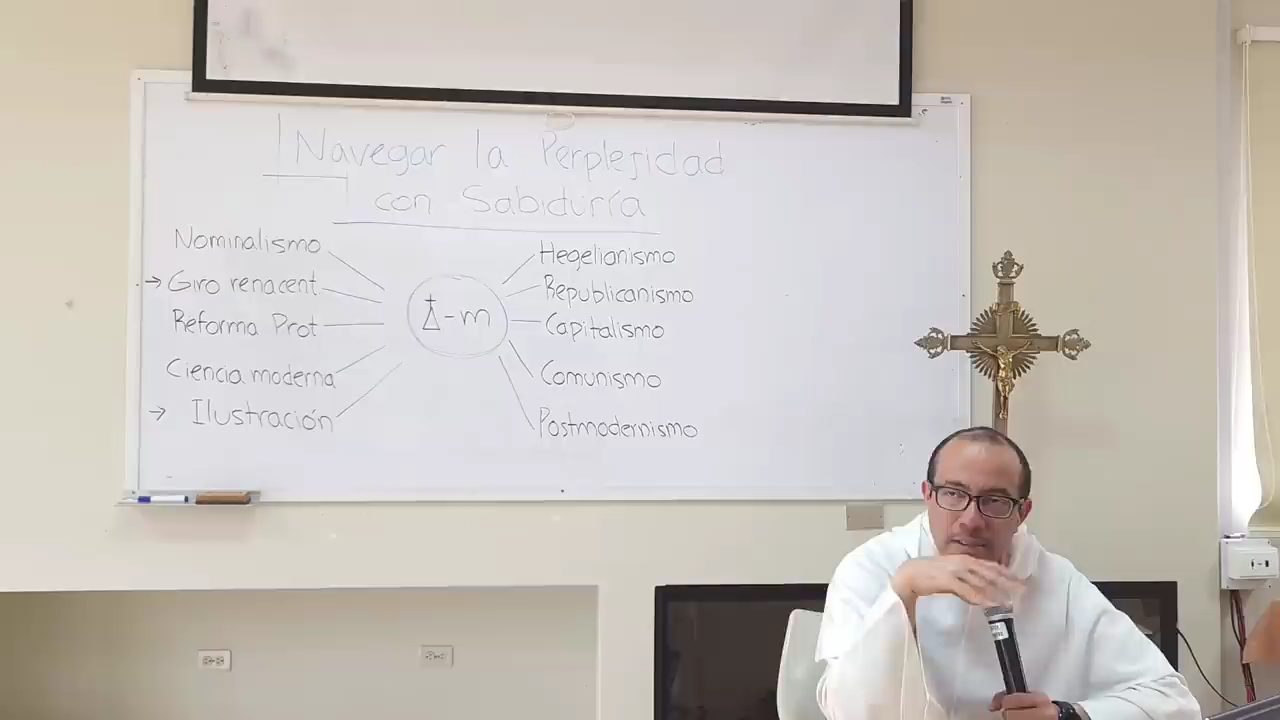 Navegar la Perplejidad
con Sabiduría
Nominalismo
→ Giro renacent.
Reforma Prot
Ciencia moderna
→ Ilustración
Δ-m
Hegelianismo
Republicanismo
Capitalismo
Comunismo
Postmodernismo